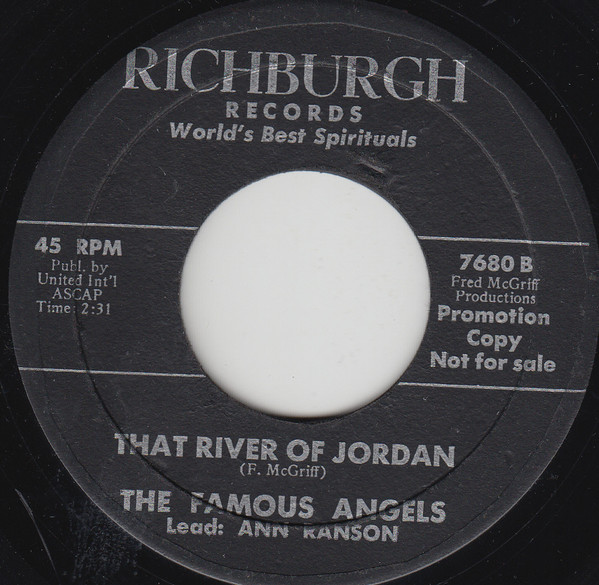 RICHBURGH
RECORDS
World's Best Spirituals
45 RPM
Publ. by
United Int'l
ASCAP
Time: 2:31
7680 B
Fred McGriff
Productions
Promotion
Copy
Not for sale
THAT RIVER OF JORDAN
(F. McGriff)
THE FAMOUS ANGELS
Lead: ANN RANSON